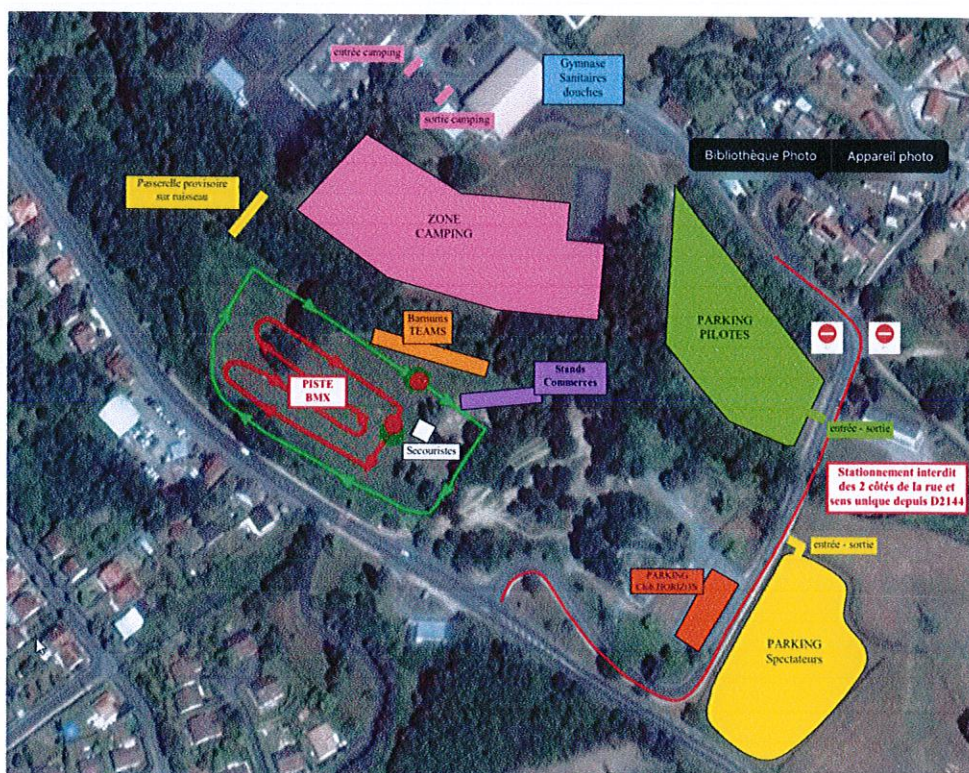 entrée camping
Gymnase
Sanitaires
douches
sortie camping
Bibliothèque Photo
Appareil photo
Passerelle provisoire
sur ruisseau
ZONE
CAMPING
Barnums
TEAMS
PARKING
PILOTES
Stands
Commerces
PISTE
BMX
Secouristes
entrée - sortie
Stationnement interdit
des 2 côtés de la rue et
sens unique depuis D2144
entrée - sortie
PARKING
Club HORIZON
PARKING
Spectateurs